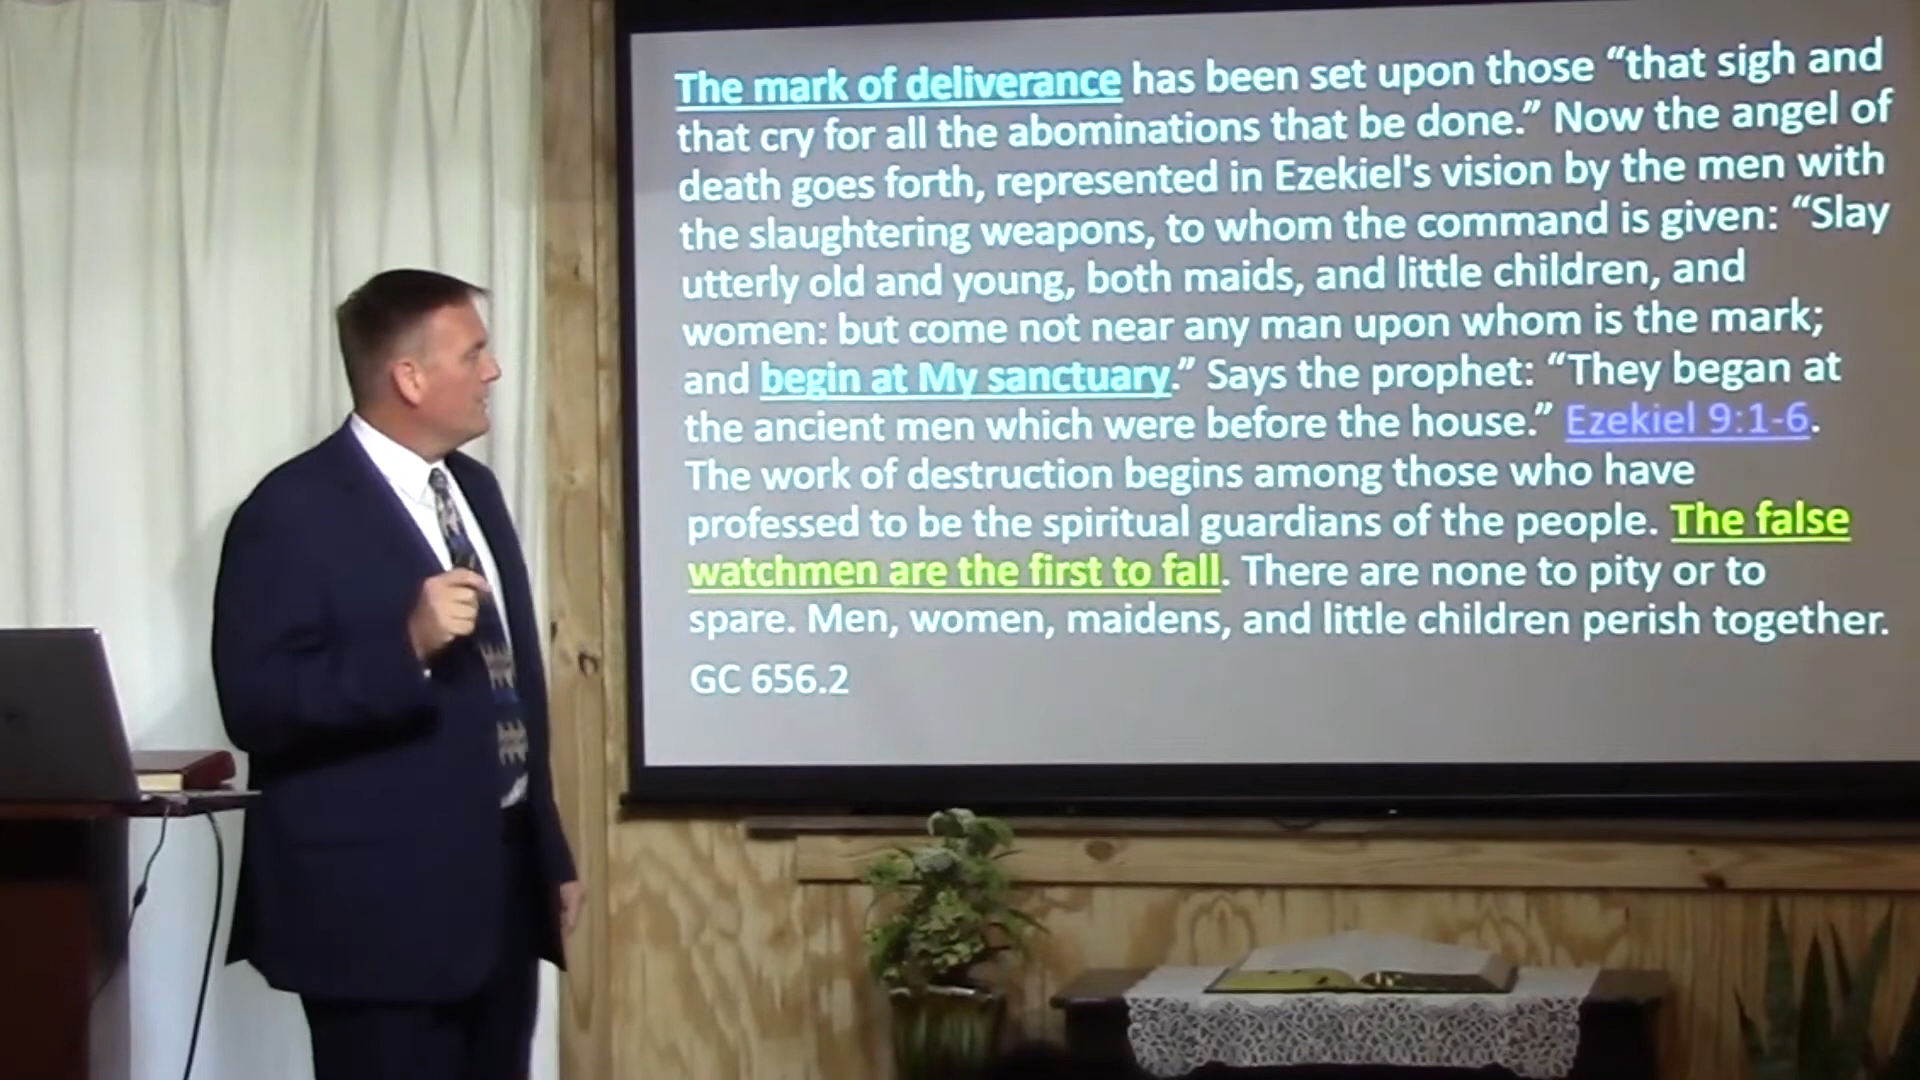 The mark of deliverance has been set upon those “that sigh and
that cry for all the abominations that be done.” Now the angel of
death goes forth, represented in Ezekiel's vision by the men with
the slaughtering weapons, to whom the command is given: “Slay
utterly old and young, both maids, and little children, and
women: but come not near any man upon whom is the mark;
and begin at My sanctuary.” Says the prophet: “They began at
the ancient men which were before the house.” Ezekiel 9:1-6.
The work of destruction begins among those who have
professed to be the spiritual guardians of the people. The false
watchmen are the first to fall. There are none to pity or to
spare. Men, women, maidens, and little children perish together.
GC 656.2